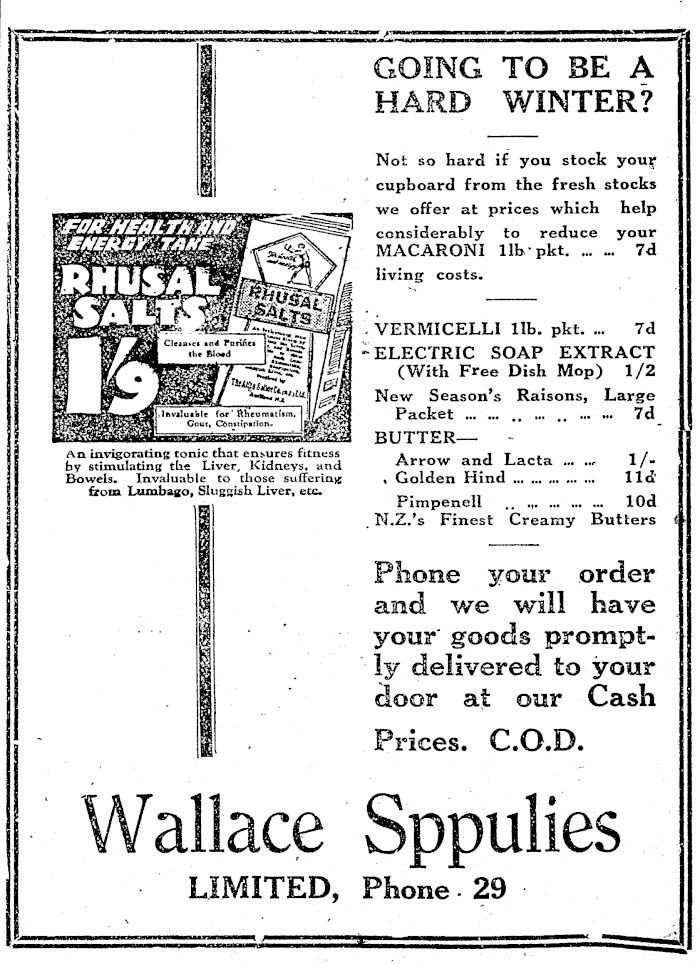 GOING TO BE A
HARD WINTER?
Not so hard if you stock your
cupboard from the fresh stocks
we offer at prices which help
considerably to reduce your
MACARONI 1lb pkt. ... ... 7d
living costs.
VERMICELLI 1lb. pkt. ... 7d
ELECTRIC SOAP EXTRACT
(With Free Dish Mop) 1/2
New Season's Raisons, Large
Packet ... ... .. ... .. ... ... 7d
BUTTER—
Arrow and Lacta ... ... 1/-
Golden Hind ... ... ... ... ... 11d
Pimpenell .. ... ... ... ... 10d
N.Z.'s Finest Creamy Butters
Phone your order
and we will have
your goods prompt-
ly delivered to your
door at our Cash
Prices. C.O.D.
FOR HEALTH AND
ENERGY TAKE
RHUSAL
SALTS
1/9
Cleanses and Purifies
the Blood
Invaluable for Rheumatism,
Gout, Constipation.
RHUSAL
SALTS
An invigorating tonic that ensures fitness
by stimulating the Liver, Kidneys, and
Bowels. Invaluable to those suffering
from Lumbago, Sluggish Liver, etc.
Wallace Sppulies
LIMITED, Phone 29